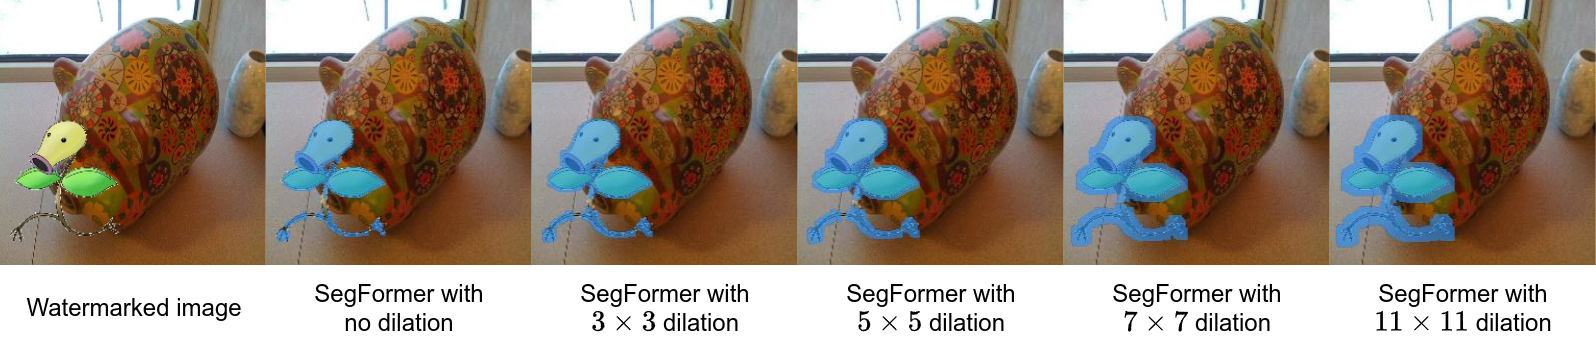 Watermarked image
SegFormer with
no dilation
SegFormer with
3 × 3 dilation
SegFormer with
5 × 5 dilation
SegFormer with
7 × 7 dilation
SegFormer with
11 × 11 dilation